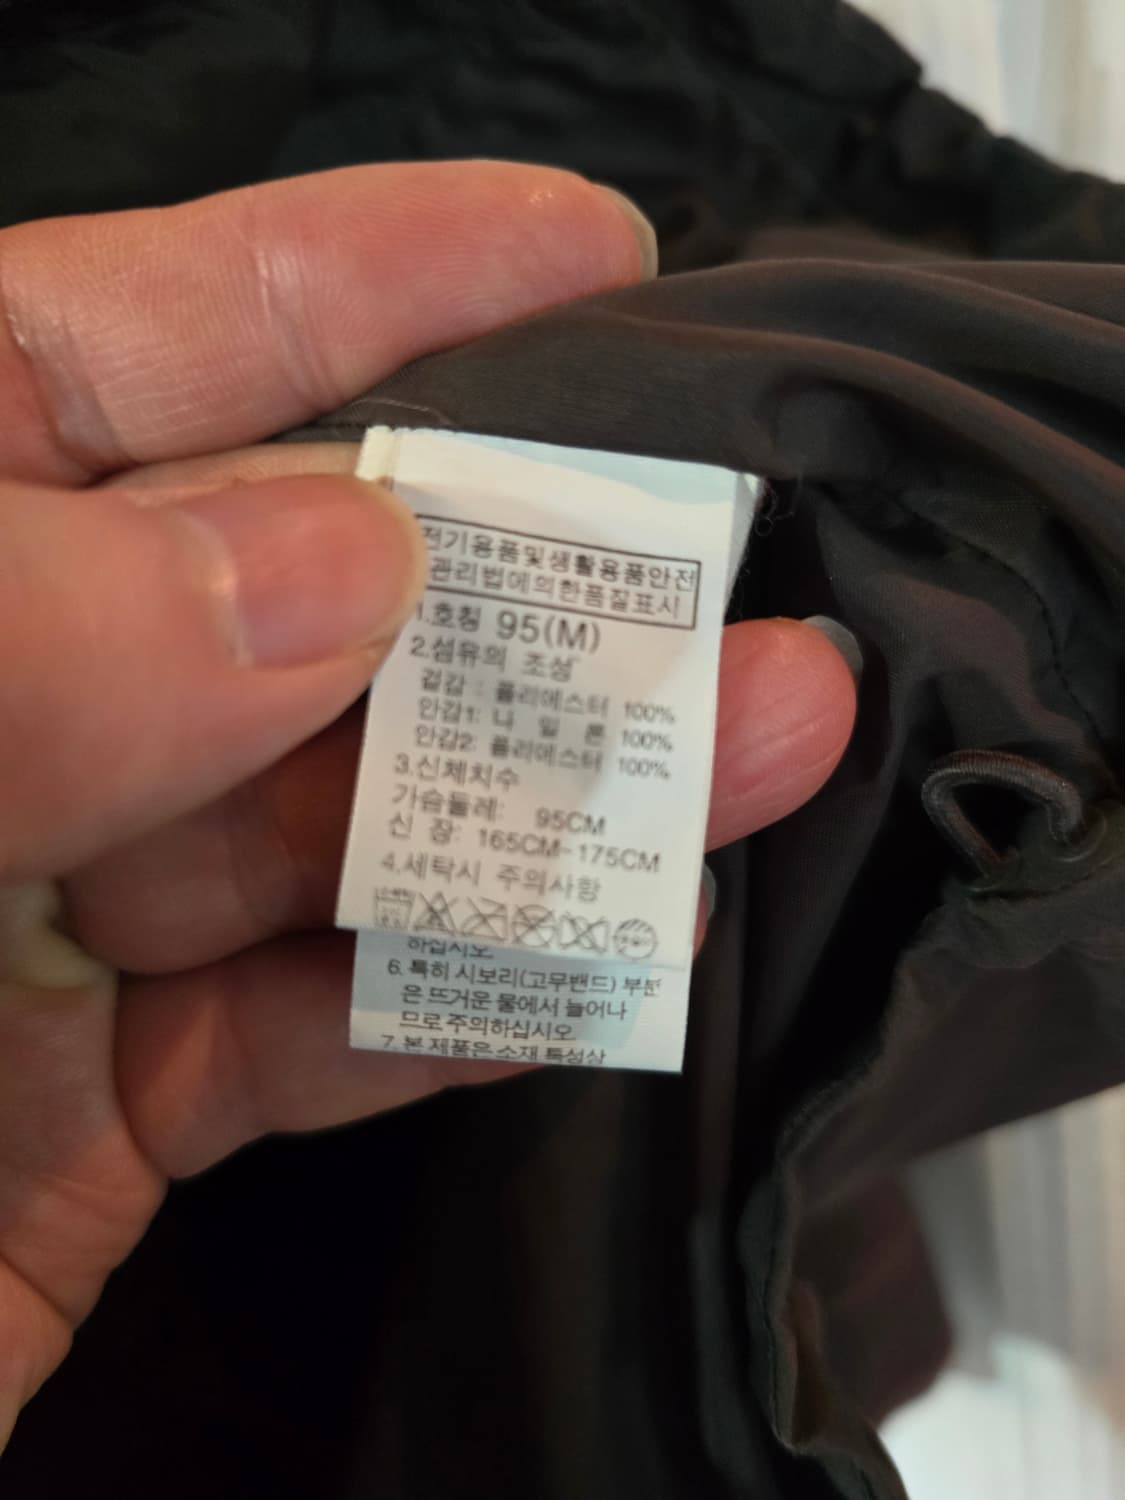 전기용품및생활용품안전
관리법에의한품질표시
1.호칭 95(M)
2.섬유의 조성
겉감 : 폴리에스터 100%
안감1: 나 일 론 100%
안감2: 폴리에스터 100%
3.신체치수
가슴둘레: 95CM
신 장: 165CM-175CM
4.세탁시 주의사항
하십시오.
6. 특히 시보리(고무밴드) 부분
은 뜨거운 물에서 늘어나
므로 주의하십시오.
7. 본 제품은 소재 특성상